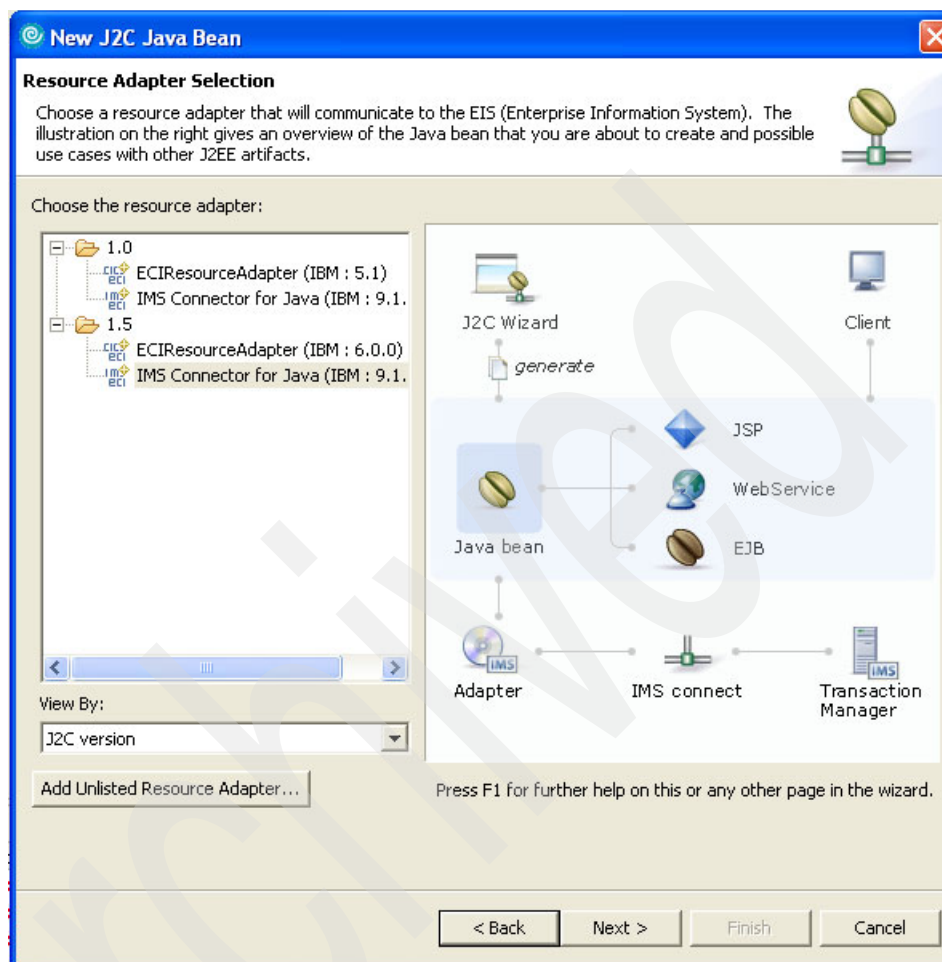 New J2C Java Bean
Resource Adapter Selection
Choose a resource adapter that will communicate to the EIS (Enterprise Information System). The
illustration on the right gives an overview of the Java bean that you are about to create and possible
use cases with other J2EE artifacts.
Choose the resource adapter:
1.0
ECIResourceAdapter (IBM : 5.1)
IMS Connector for Java (IBM : 9.1.
1.5
ECIResourceAdapter (IBM : 6.0.0)
IMS Connector for Java (IBM : 9.1.
View By:
J2C version
Add Unlisted Resource Adapter...
J2C Wizard
Client
generate
JSP
WebService
Java bean
EJB
IMS
IMS
Adapter
IMS connect
Transaction
Manager
Press F1 for further help on this or any other page in the wizard.
< Back
Next >
Finish
Cancel